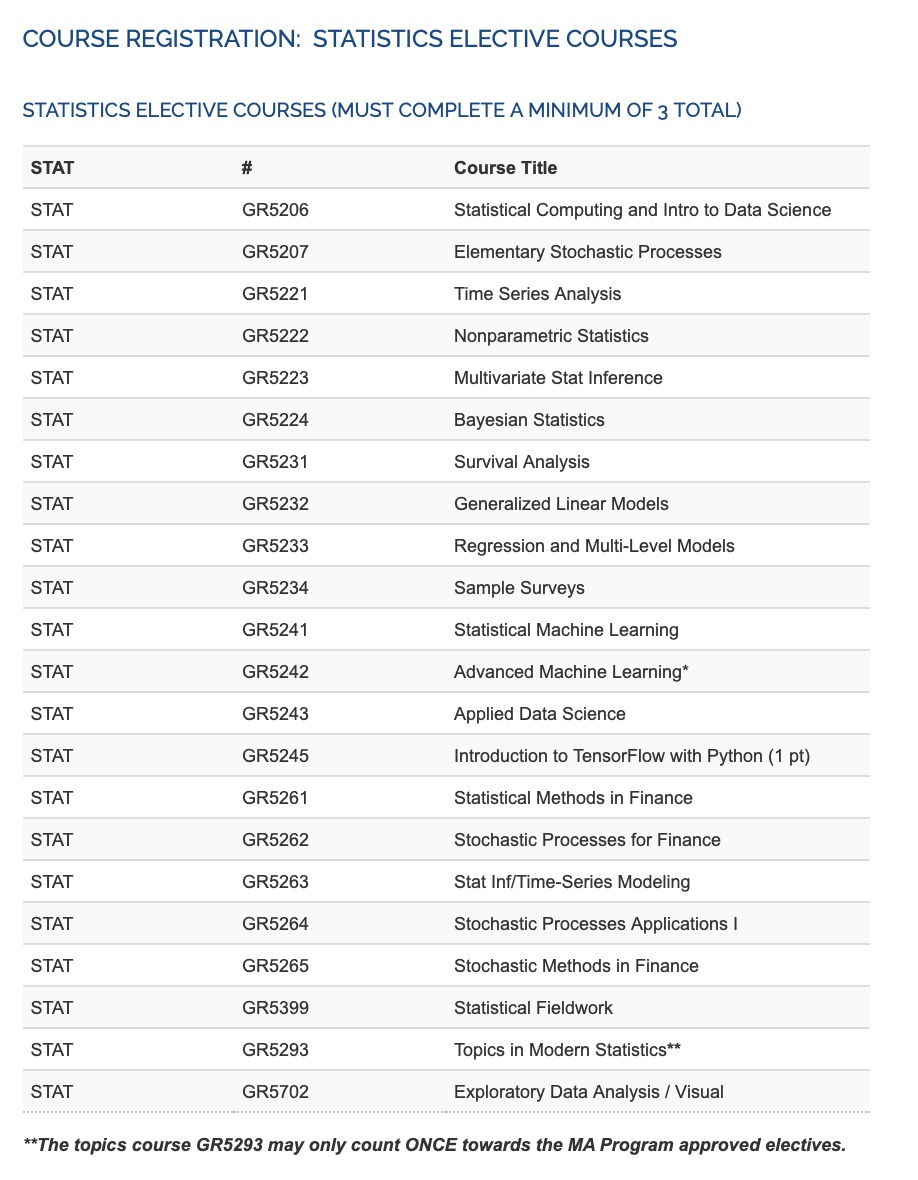 COURSE REGISTRATION: STATISTICS ELECTIVE COURSES
STATISTICS ELECTIVE COURSES (MUST COMPLETE A MINIMUM OF 3 TOTAL)
STAT # Course Title
STAT GR5206 Statistical Computing and Intro to Data Science
STAT GR5207 Elementary Stochastic Processes
STAT GR5221 Time Series Analysis
STAT GR5222 Nonparametric Statistics
STAT GR5223 Multivariate Stat Inference
STAT GR5224 Bayesian Statistics
STAT GR5231 Survival Analysis
STAT GR5232 Generalized Linear Models
STAT GR5233 Regression and Multi-Level Models
STAT GR5234 Sample Surveys
STAT GR5241 Statistical Machine Learning
STAT GR5242 Advanced Machine Learning*
STAT GR5243 Applied Data Science
STAT GR5245 Introduction to TensorFlow with Python (1 pt)
STAT GR5261 Statistical Methods in Finance
STAT GR5262 Stochastic Processes for Finance
STAT GR5263 Stat Inf/Time-Series Modeling
STAT GR5264 Stochastic Processes Applications I
STAT GR5265 Stochastic Methods in Finance
STAT GR5399 Statistical Fieldwork
STAT GR5293 Topics in Modern Statistics**
STAT GR5702 Exploratory Data Analysis / Visual
**The topics course GR5293 may only count ONCE towards the MA Program approved electives.